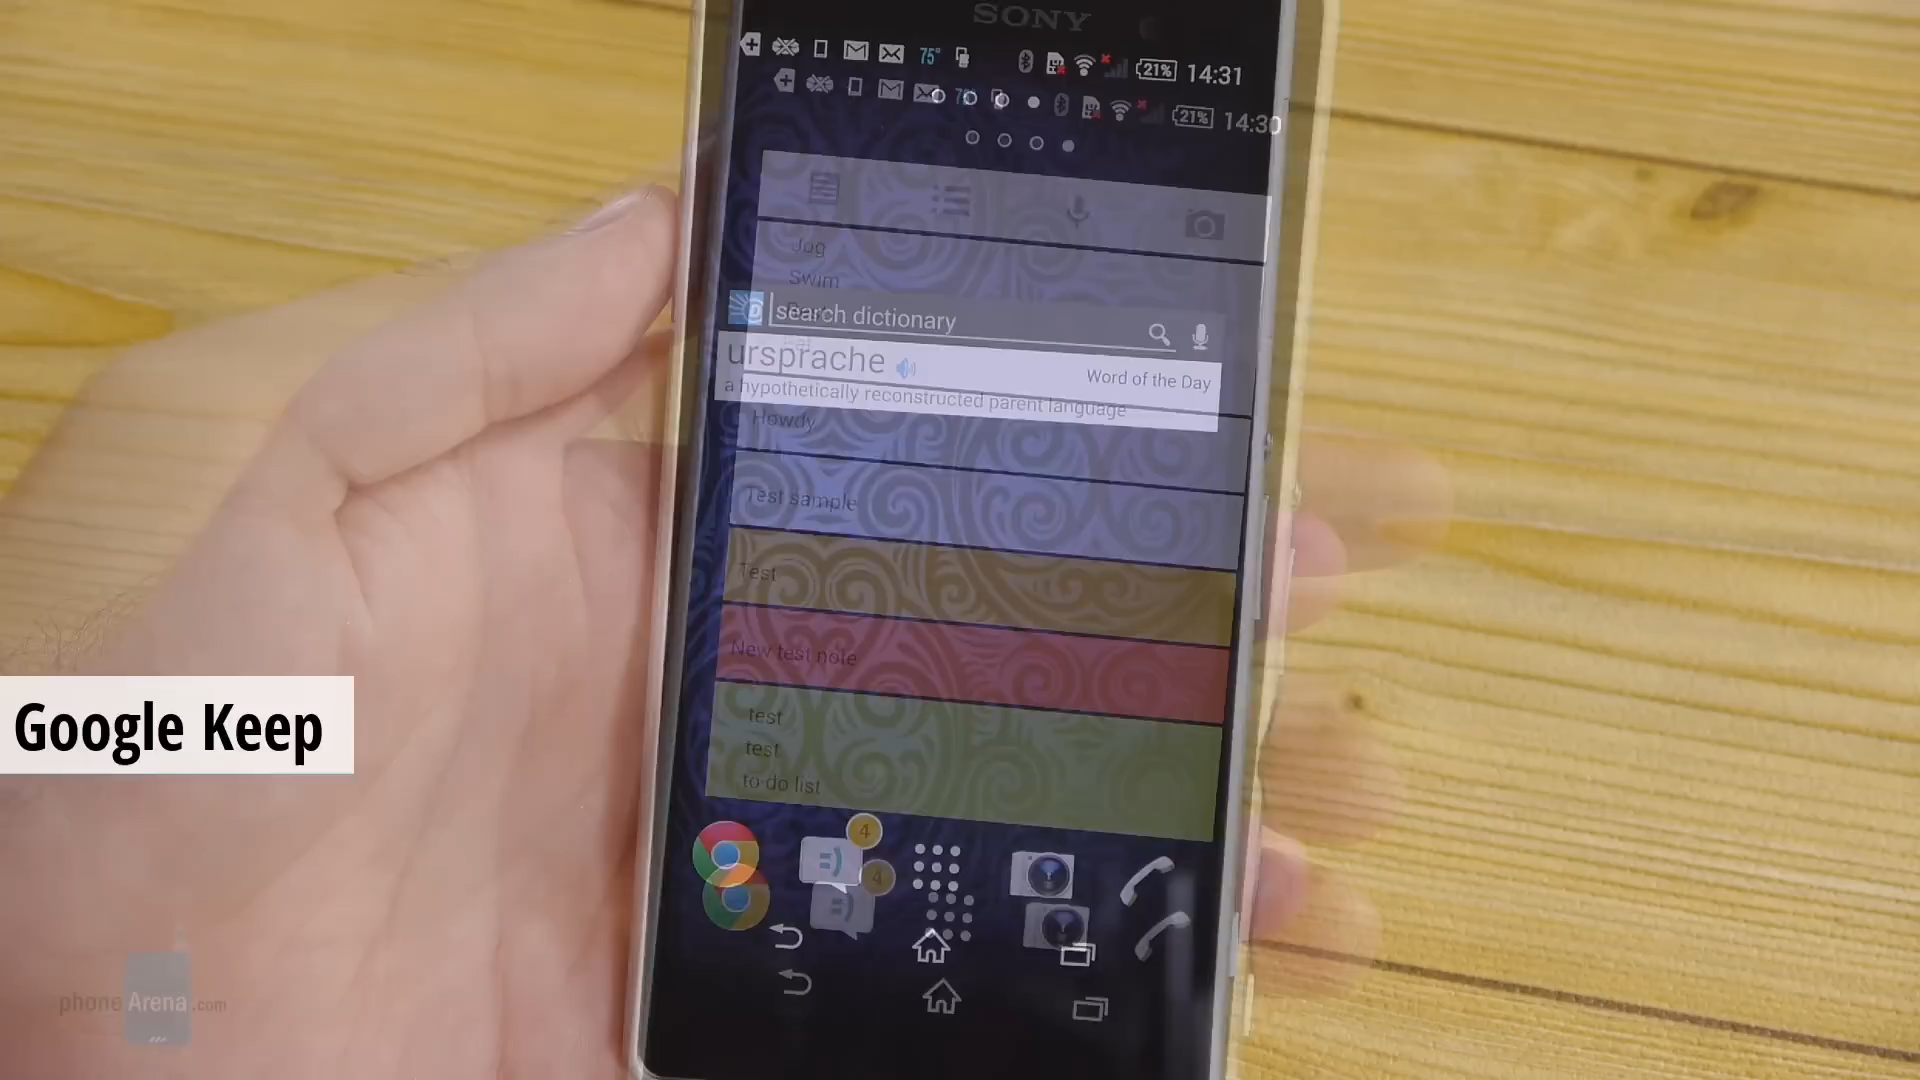 SONY
75° 21% 14:31
21% 14:30
Jog
Swim
search dictionary
ursprache
Word of the Day
a hypothetically reconstructed parent language
Howdy
Test sample
Test
New test note
test
test
to do list
4
4
Google Keep
phoneArena.com